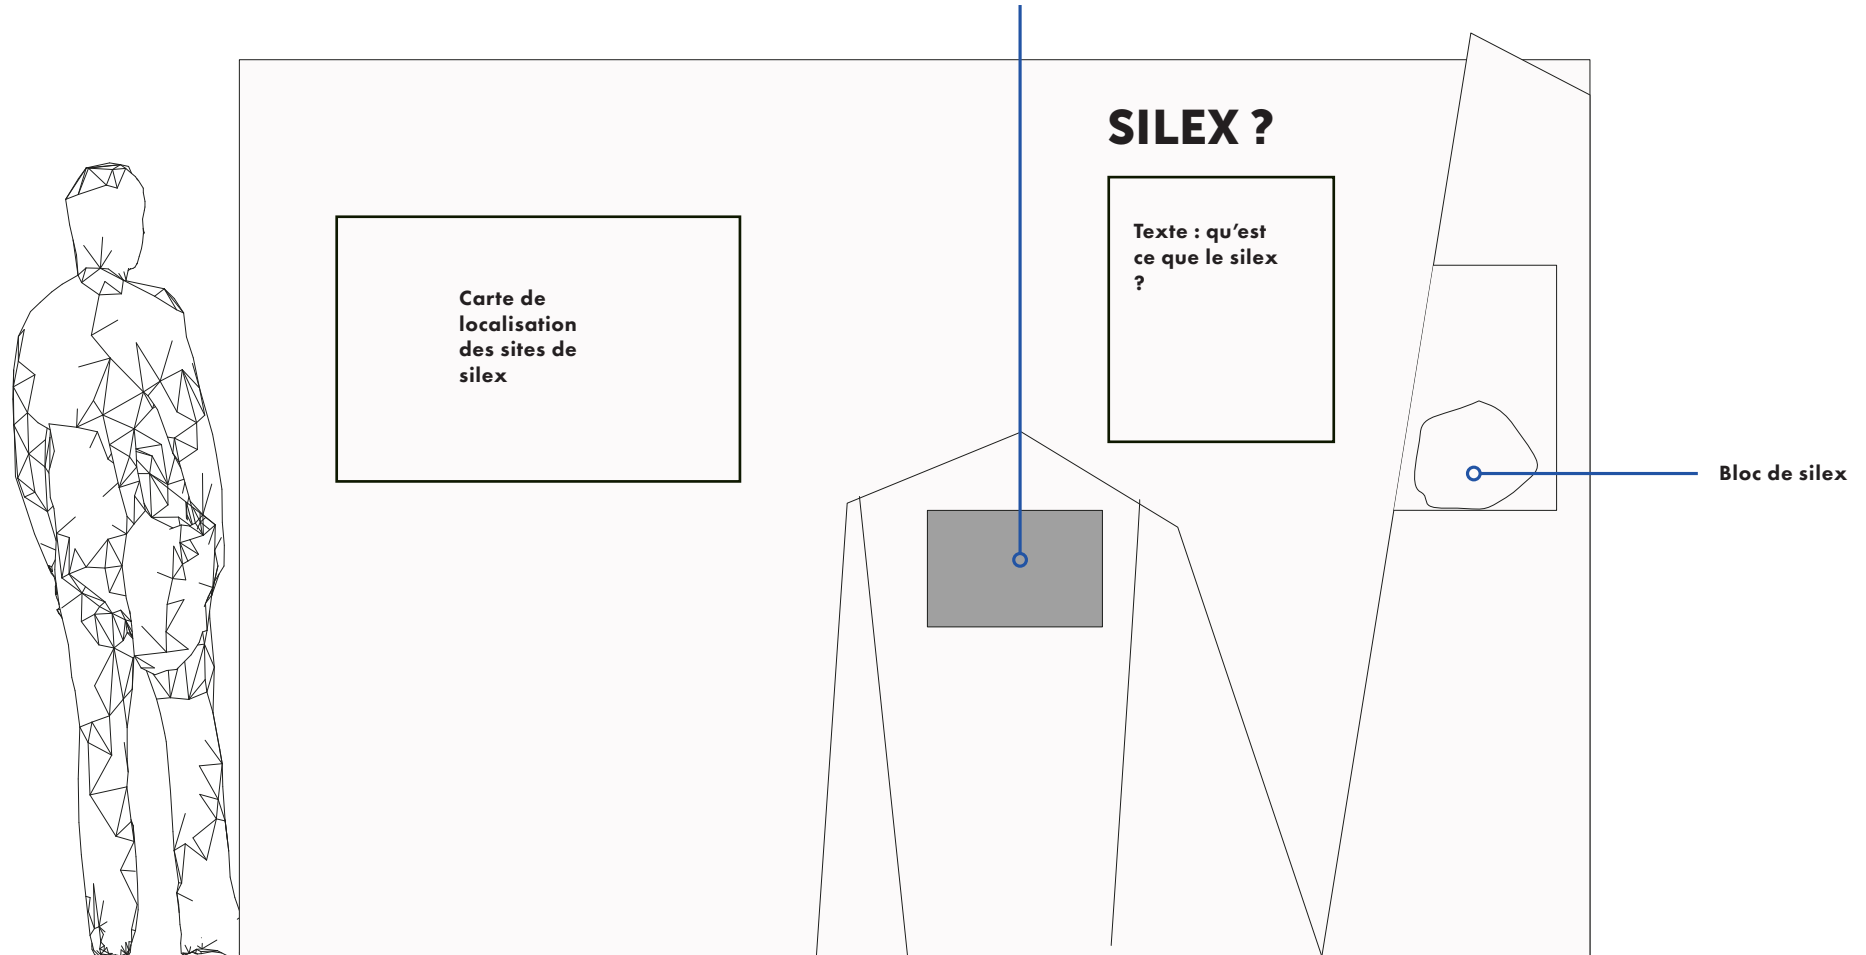 SILEX ?
Texte : qu’est
ce que le silex
?
Carte de
localisation
des sites de
silex
Bloc de silex